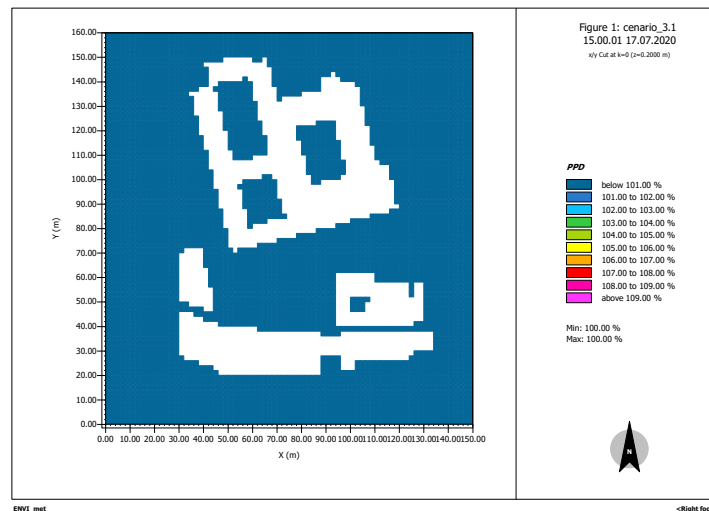 Figure 1: cenario_3.1
15.00.01 17.07.2020
x/y Cut at k=0 (z=0.2000 m)
160.00
150.00
140.00
130.00
120.00
110.00
100.00
90.00
80.00
70.00
60.00
50.00
40.00
30.00
20.00
10.00
0.00
Y (m)
0.00 10.00 20.00 30.00 40.00 50.00 60.00 70.00 80.00 90.00 100.00 110.00 120.00 130.00 140.00 150.00
X (m)
PPD
below 101.00 %
101.00 to 102.00 %
102.00 to 103.00 %
103.00 to 104.00 %
104.00 to 105.00 %
105.00 to 106.00 %
106.00 to 107.00 %
107.00 to 108.00 %
108.00 to 109.00 %
above 109.00 %
Min: 100.00 %
Max: 100.00 %
N
ENVI_met
<Right foo